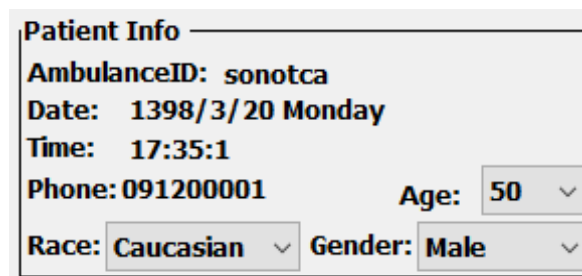 Patient Info
AmbulanceID: sonotca
Date: 1398/3/20 Monday
Time: 17:35:1
Phone: 091200001 Age: 50
Race: Caucasian Gender: Male